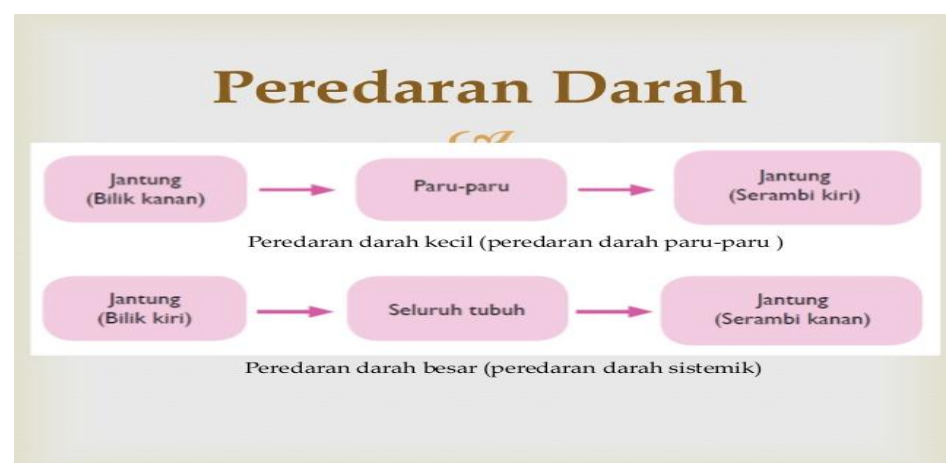 Peredaran Darah
Jantung
(Bilik kanan)
Paru-paru
Jantung
(Serambi kiri)
Peredaran darah kecil (peredaran darah paru-paru )
Jantung
(Bilik kiri)
Seluruh tubuh
Jantung
(Serambi kanan)
Peredaran darah besar (peredaran darah sistemik)